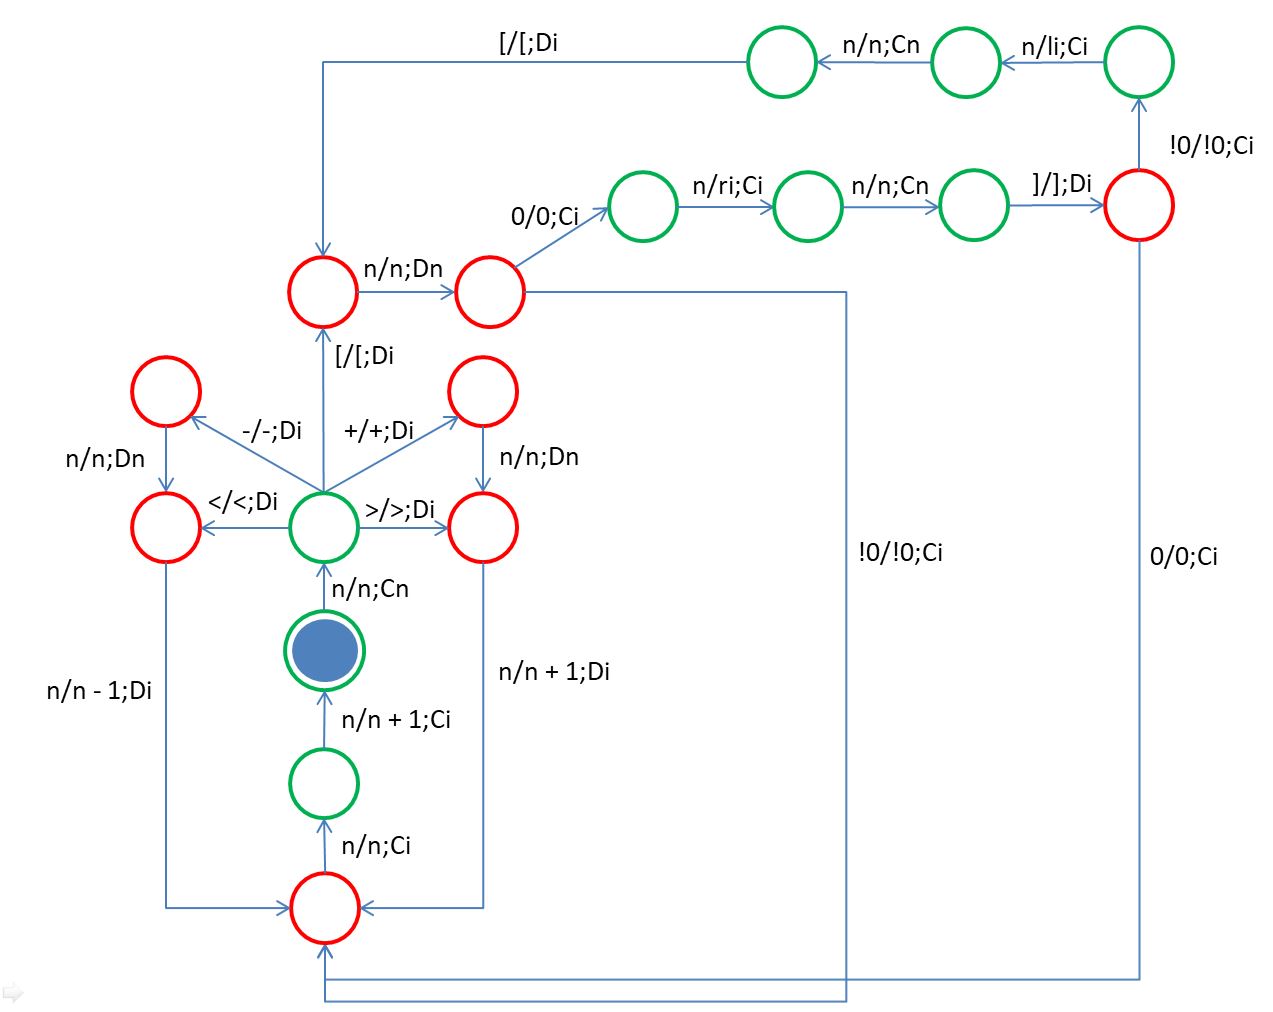 [/[;Di
n/n;Cn
n/li;Ci
!0/!0;Ci
n/ri;Ci
n/n;Cn
]/];Di
0/0;Ci
n/n;Dn
[/[;Di
-/-;Di
+/+;Di
n/n;Dn
n/n;Dn
</<;Di
>/>;Di
!0/!0;Ci
0/0;Ci
n/n;Cn
n/n - 1;Di
n/n + 1;Di
n/n + 1;Ci
n/n;Ci